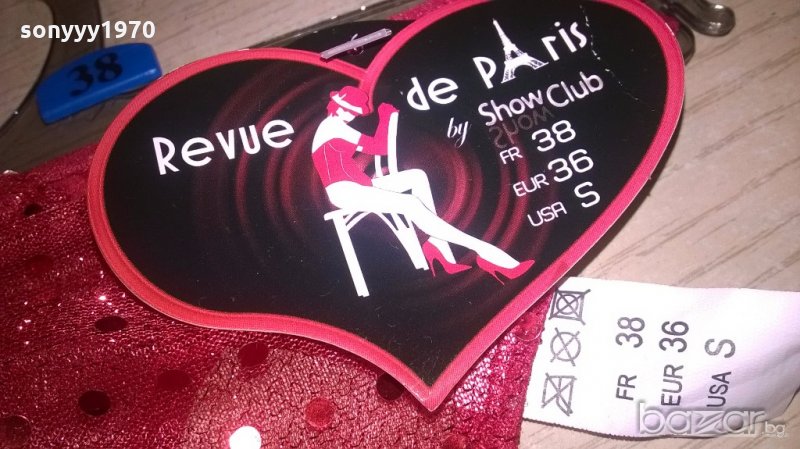 sonyyy1970
38
Revue de PAris
by Show Club
FR 38
EUR 36
USA S
FR 38
EUR 36
USA S
bazar.bg